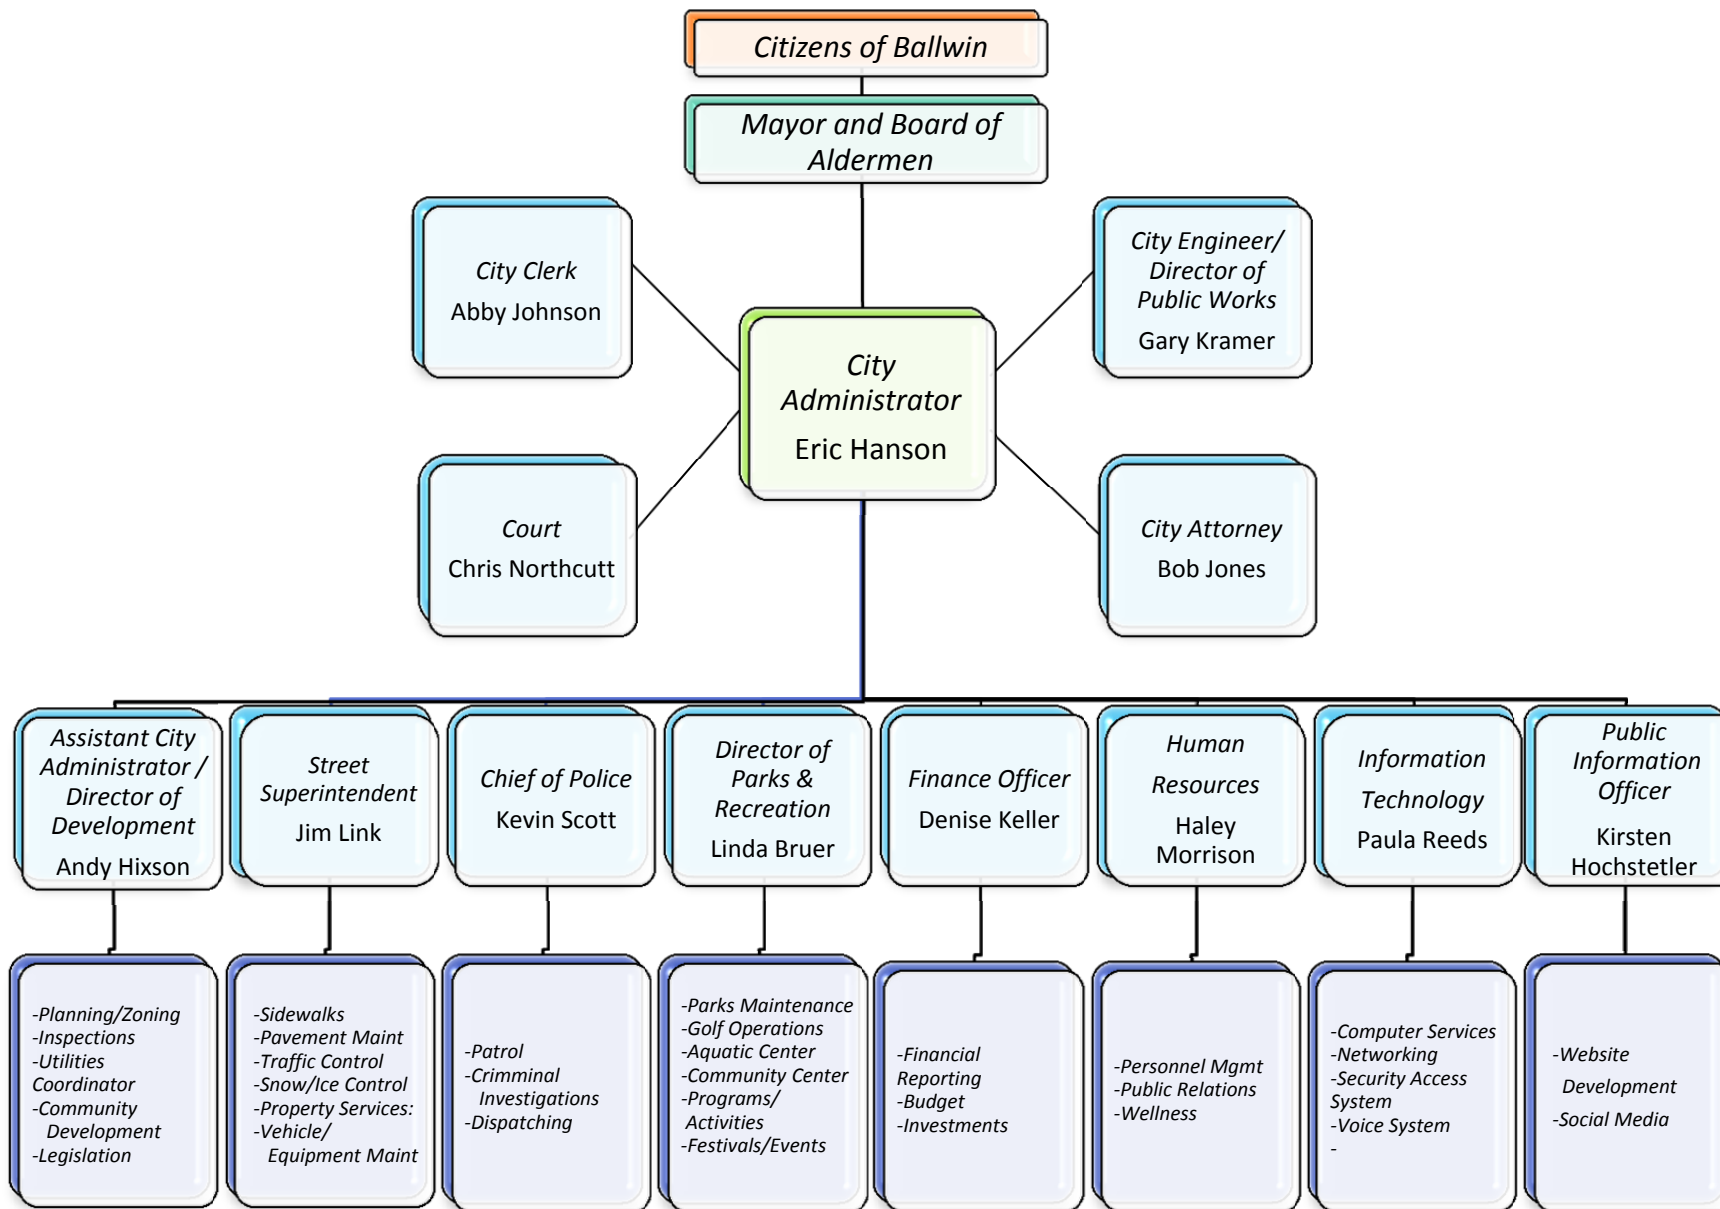 Citizens of Ballwin
Mayor and Board of
Aldermen
City Clerk
Abby Johnson
City Engineer/
Director of
Public Works
Gary Kramer
City
Administrator
Eric Hanson
Court
Chris Northcutt
City Attorney
Bob Jones
Assistant City
Administrator /
Director of
Development
Andy Hixson
Street
Superintendent
Jim Link
Chief of Police
Kevin Scott
Director of
Parks &
Recreation
Linda Bruer
Finance Officer
Denise Keller
Human
Resources
Haley
Morrison
Information
Technology
Paula Reeds
Public
Information
Officer
Kirsten
Hochstetler
-Planning/Zoning
-Inspections
-Utilities
Coordinator
-Community
Development
-Legislation
-Sidewalks
-Pavement Maint
-Traffic Control
-Snow/Ice Control
-Property Services:
-Vehicle/
Equipment Maint
-Patrol
-Crimminal
Investigations
-Dispatching
-Parks Maintenance
-Golf Operations
-Aquatic Center
-Community Center
-Programs/
Activities
-Festivals/Events
-Financial
Reporting
-Budget
-Investments
-Personnel Mgmt
-Public Relations
-Wellness
-Computer Services
-Networking
-Security Access
System
-Voice System
-
-Website
Development
-Social Media